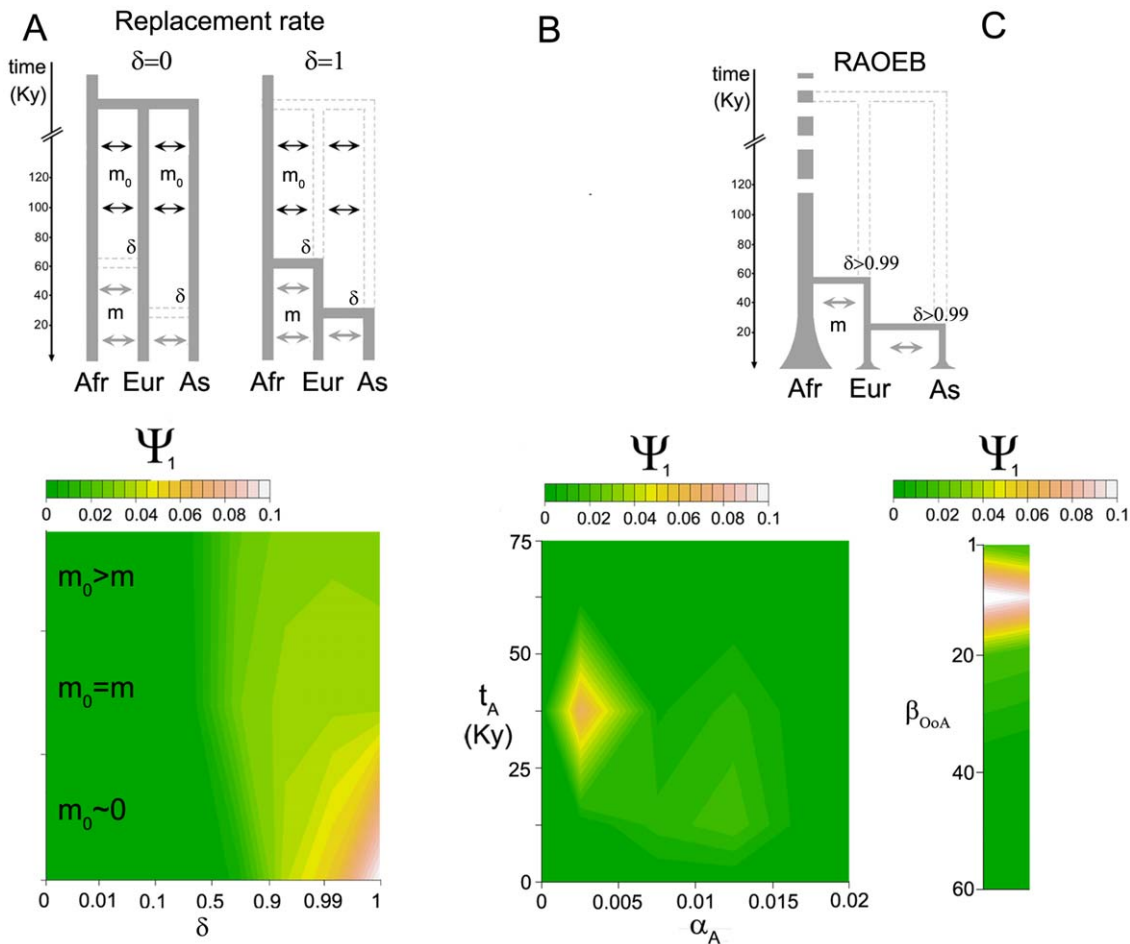 A
Replacement rate
B
C
δ=0
δ=1
RAOEB
time
(Ky)
120
100
80
60
40
20
m₀
m₀
m₀
δ
δ
δ
δ
m
m
Afr Eur As
Afr Eur As
time
(Ky)
120
100
80
60
40
20
δ>0.99
δ>0.99
m
Afr Eur As
Ψ₁
0 0.02 0.04 0.06 0.08 0.1
m₀>m
m₀=m
m₀~0
0 0.01 0.1 0.5 0.9 0.99 1
δ
Ψ₁
0 0.02 0.04 0.06 0.08 0.1
75
50
t_A
(Ky)
25
0
0 0.005 0.01 0.015 0.02
α_A
Ψ₁
0 0.02 0.04 0.06 0.08 0.1
1
20
β_OoA
40
60